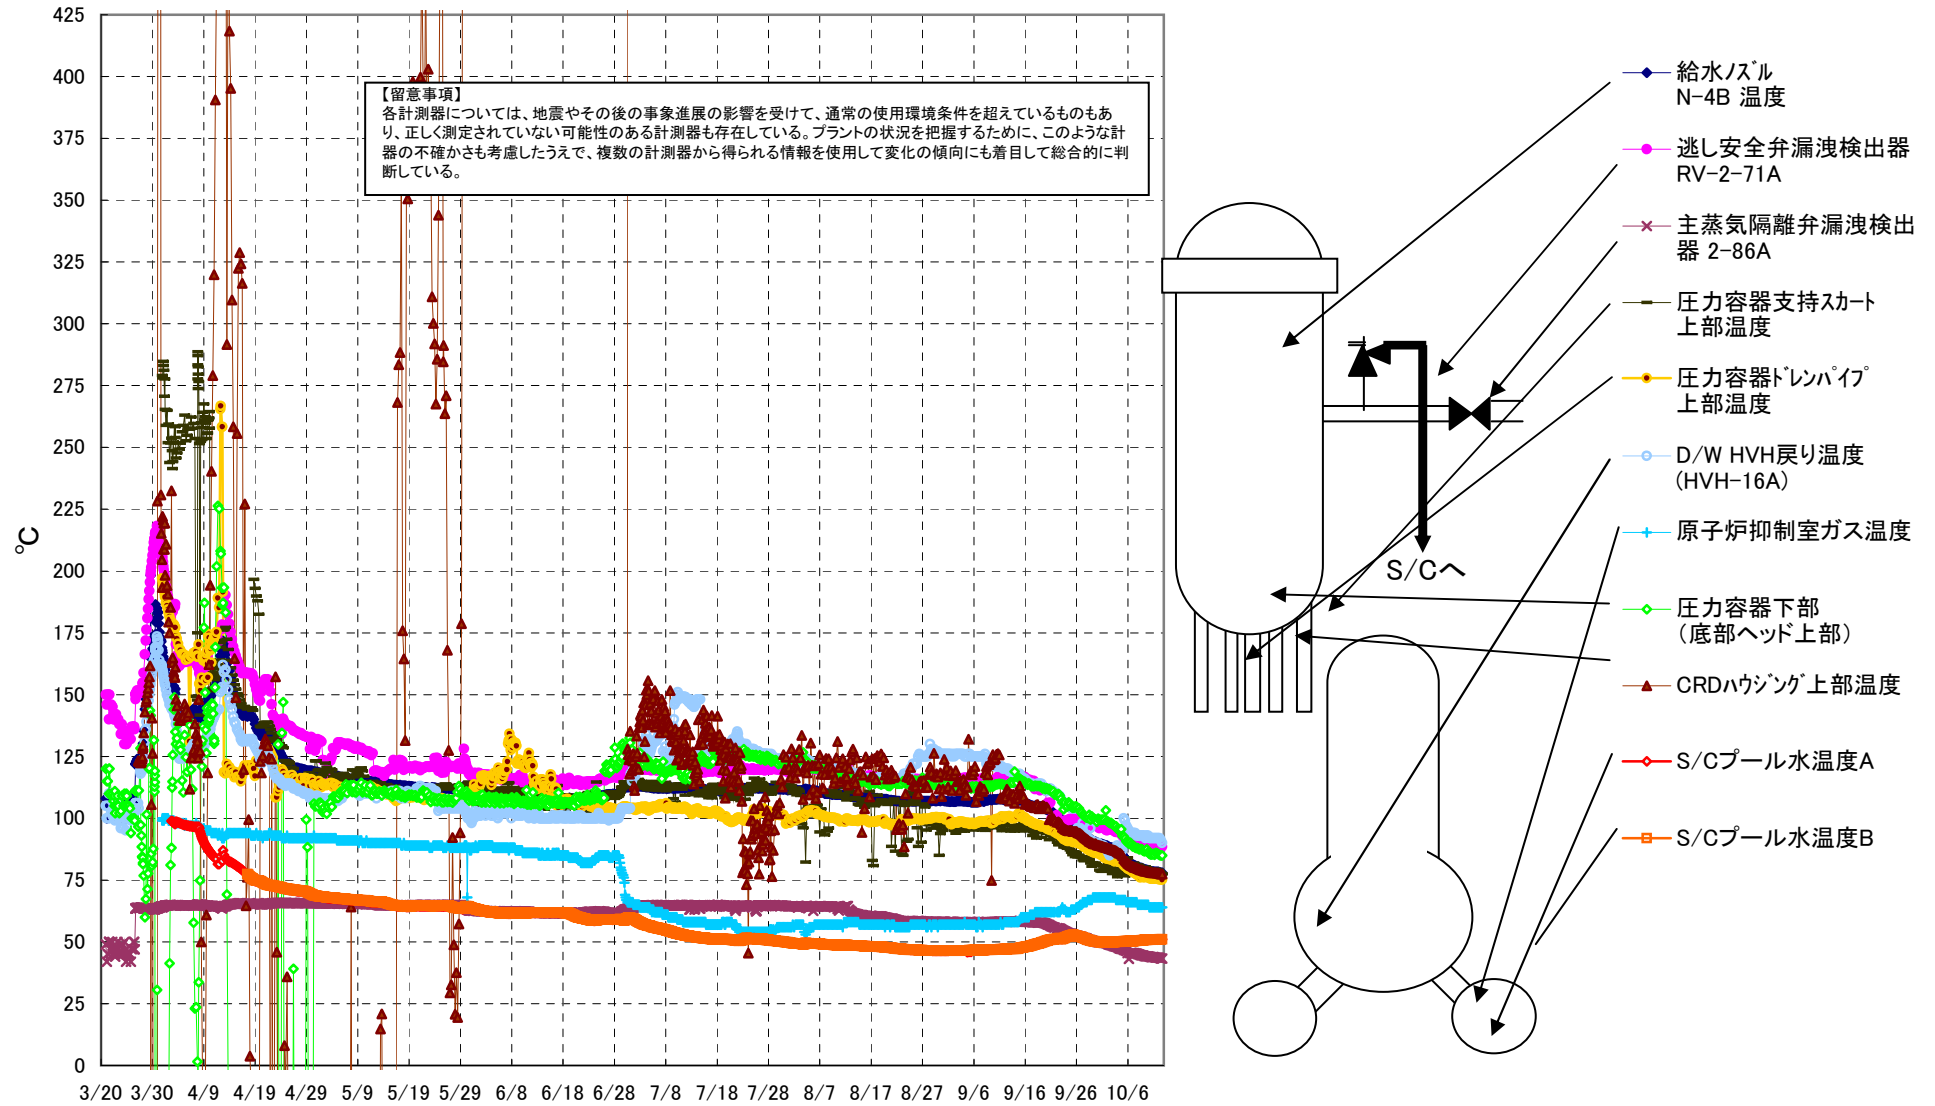 425
400
375
350
325
300
275
250
225
200
175
150
125
100
75
50
25
0
℃
3/20 3/30 4/9 4/19 4/29 5/9 5/19 5/29 6/8 6/18 6/28 7/8 7/18 7/28 8/7 8/17 8/27 9/6 9/16 9/26 10/6
【留意事項】
各計測器については、地震やその後の事象進展の影響を受けて、通常の使用環境条件を超えているものもあ
り、正しく測定されていない可能性のある計測器も存在している。プラントの状況を把握するために、このような計
器の不確かさも考慮したうえで、複数の計測器から得られる情報を使用して変化の傾向にも着目して総合的に判
断している。
S/Cへ
給水ノズル
N-4B 温度
逃し安全弁漏洩検出器
RV-2-71A
主蒸気隔離弁漏洩検出
器 2-86A
圧力容器支持スカート
上部温度
圧力容器ドレンパイプ
上部温度
D/W HVH戻り温度
(HVH-16A)
原子炉抑制室ガス温度
圧力容器下部
（底部ヘッド上部）
CRDハウジング上部温度
S/Cプール水温度A
S/Cプール水温度B